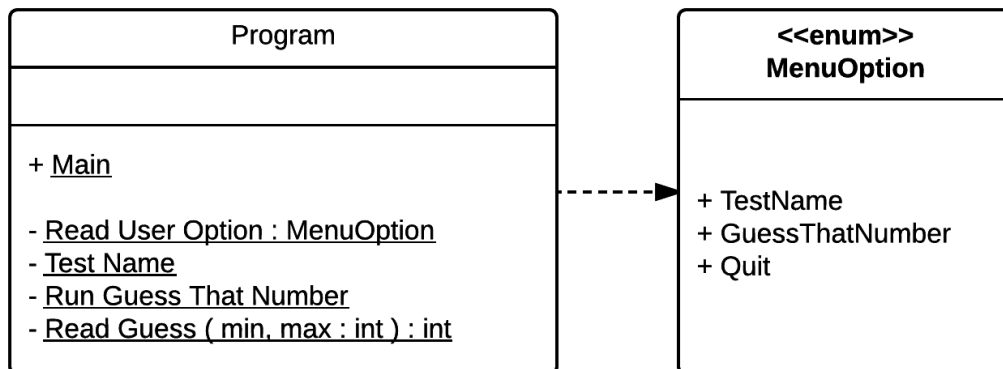 Program
+ Main
- Read User Option : MenuOption
- Test Name
- Run Guess That Number
- Read Guess ( min, max : int ) : int
<<enum>>
MenuOption
+ TestName
+ GuessThatNumber
+ Quit